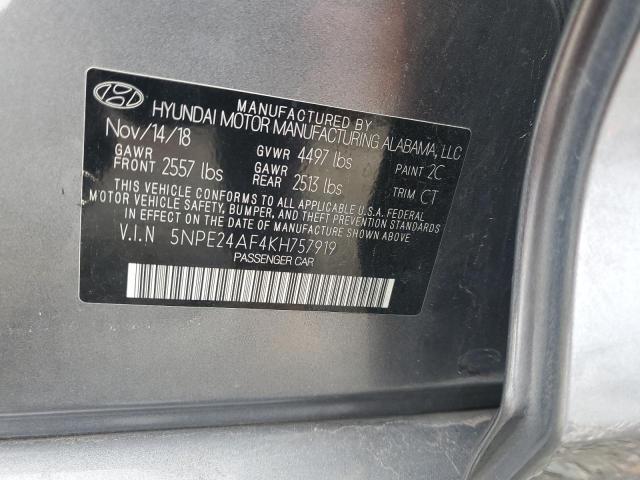 MANUFACTURED BY
HYUNDAI MOTOR MANUFACTURING ALABAMA, LLC
Nov/14/18 GVWR 4497 lbs PAINT 2C
GAWR FRONT 2557 lbs GAWR REAR 2513 lbs TRIM CT
THIS VEHICLE CONFORMS TO ALL APPLICABLE U.S.A. FEDERAL
MOTOR VEHICLE SAFETY, BUMPER, AND THEFT PREVENTION STANDARDS
IN EFFECT ON THE DATE OF MANUFACTURE SHOWN ABOVE
V.I.N 5NPE24AF4KH757919
PASSENGER CAR